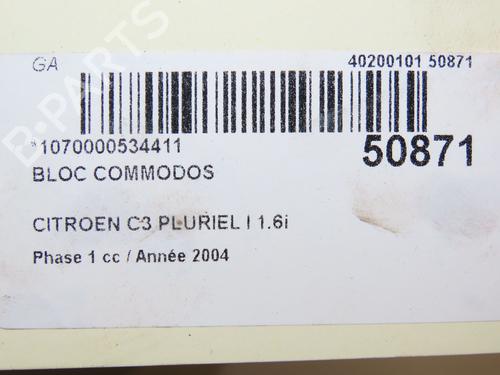 GA
40200101 50871
*1070000534411
50871
BLOC COMMODOS
CITROEN C3 PLURIEL I 1.6i
Phase 1 cc / Année 2004
B-PARTS